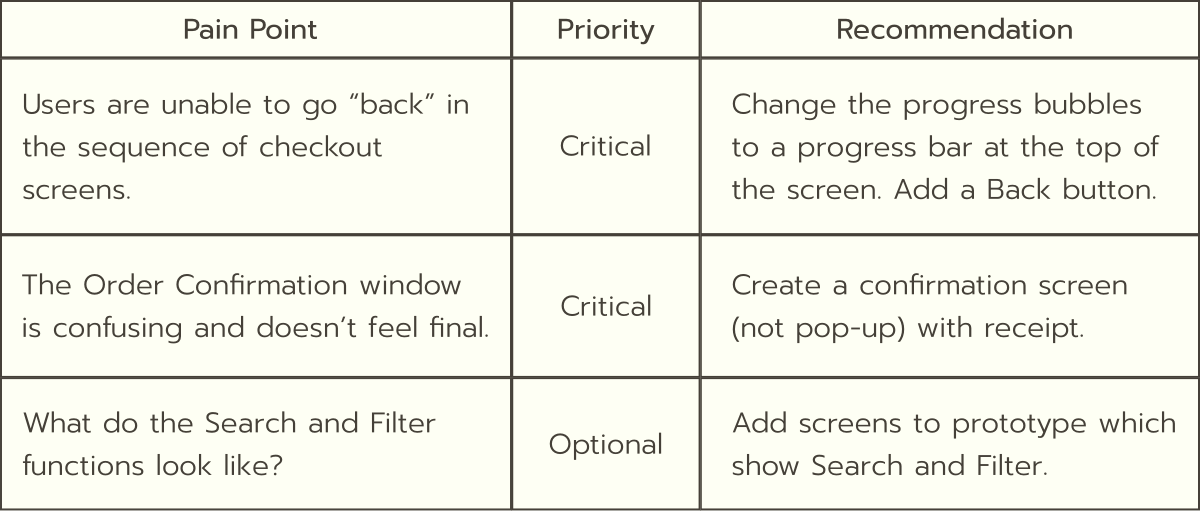 Pain Point
Priority
Recommendation
Users are unable to go “back” in
the sequence of checkout
screens.
Critical
Change the progress bubbles
to a progress bar at the top of
the screen. Add a Back button.
The Order Confirmation window
is confusing and doesn’t feel final.
Critical
Create a confirmation screen
(not pop-up) with receipt.
What do the Search and Filter
functions look like?
Optional
Add screens to prototype which
show Search and Filter.